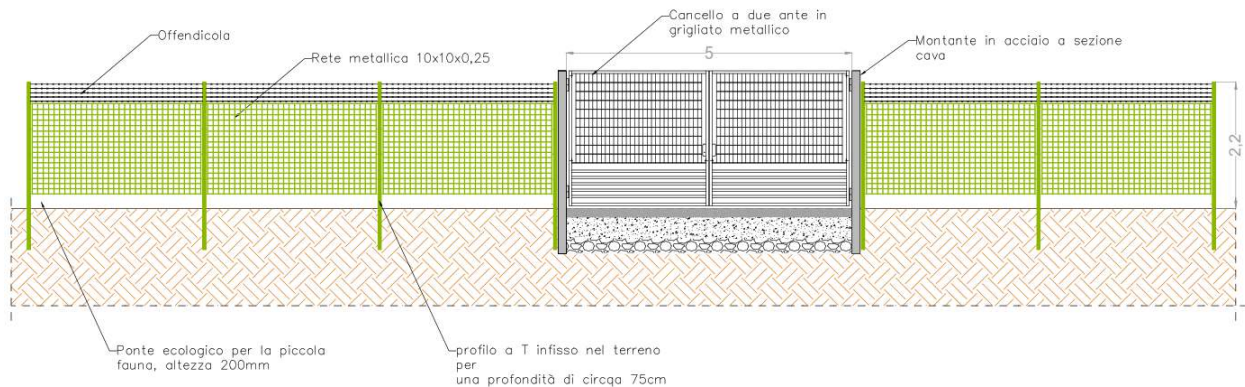 Offendicola
Rete metallica 10x10x0,25
Cancello a due ante in
grigliato metallico
5
Montante in acciaio a sezione
cava
2,2
Ponte ecologico per la piccola
fauna, altezza 200mm
profilo a T infisso nel terreno
per
una profondità di circqa 75cm